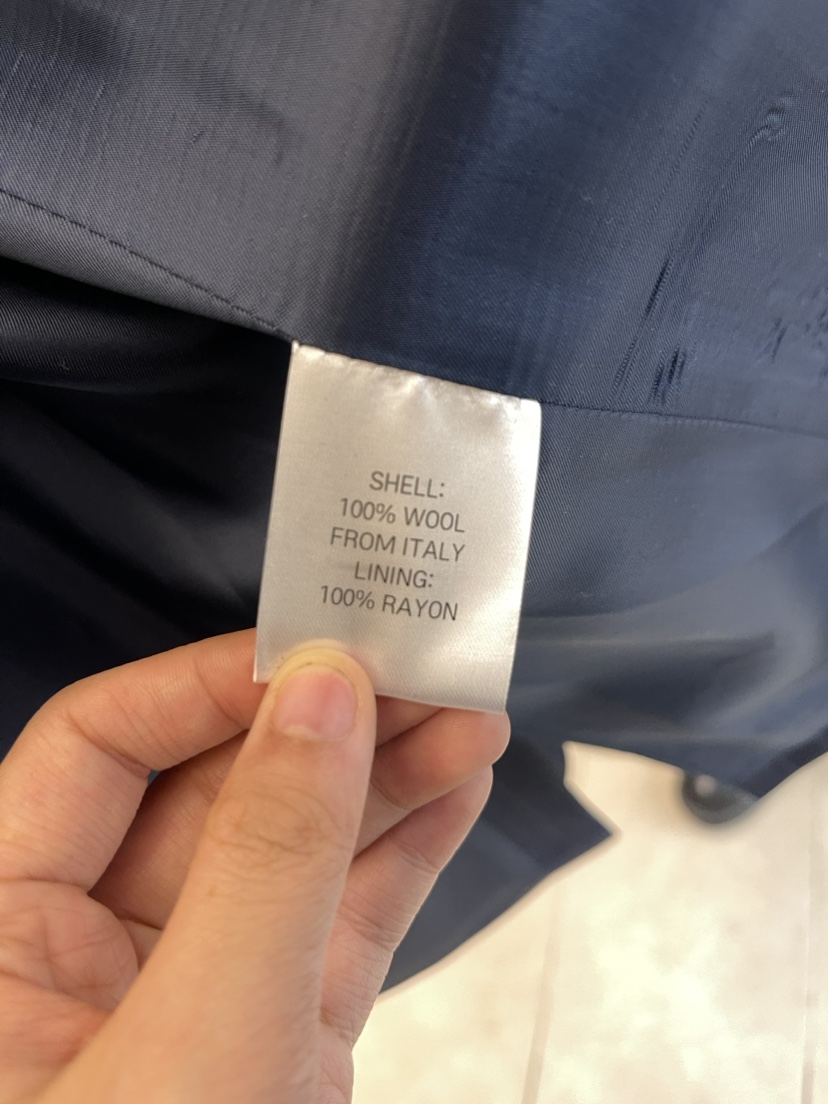 SHELL:
100% WOOL
FROM ITALY
LINING:
100% RAYON